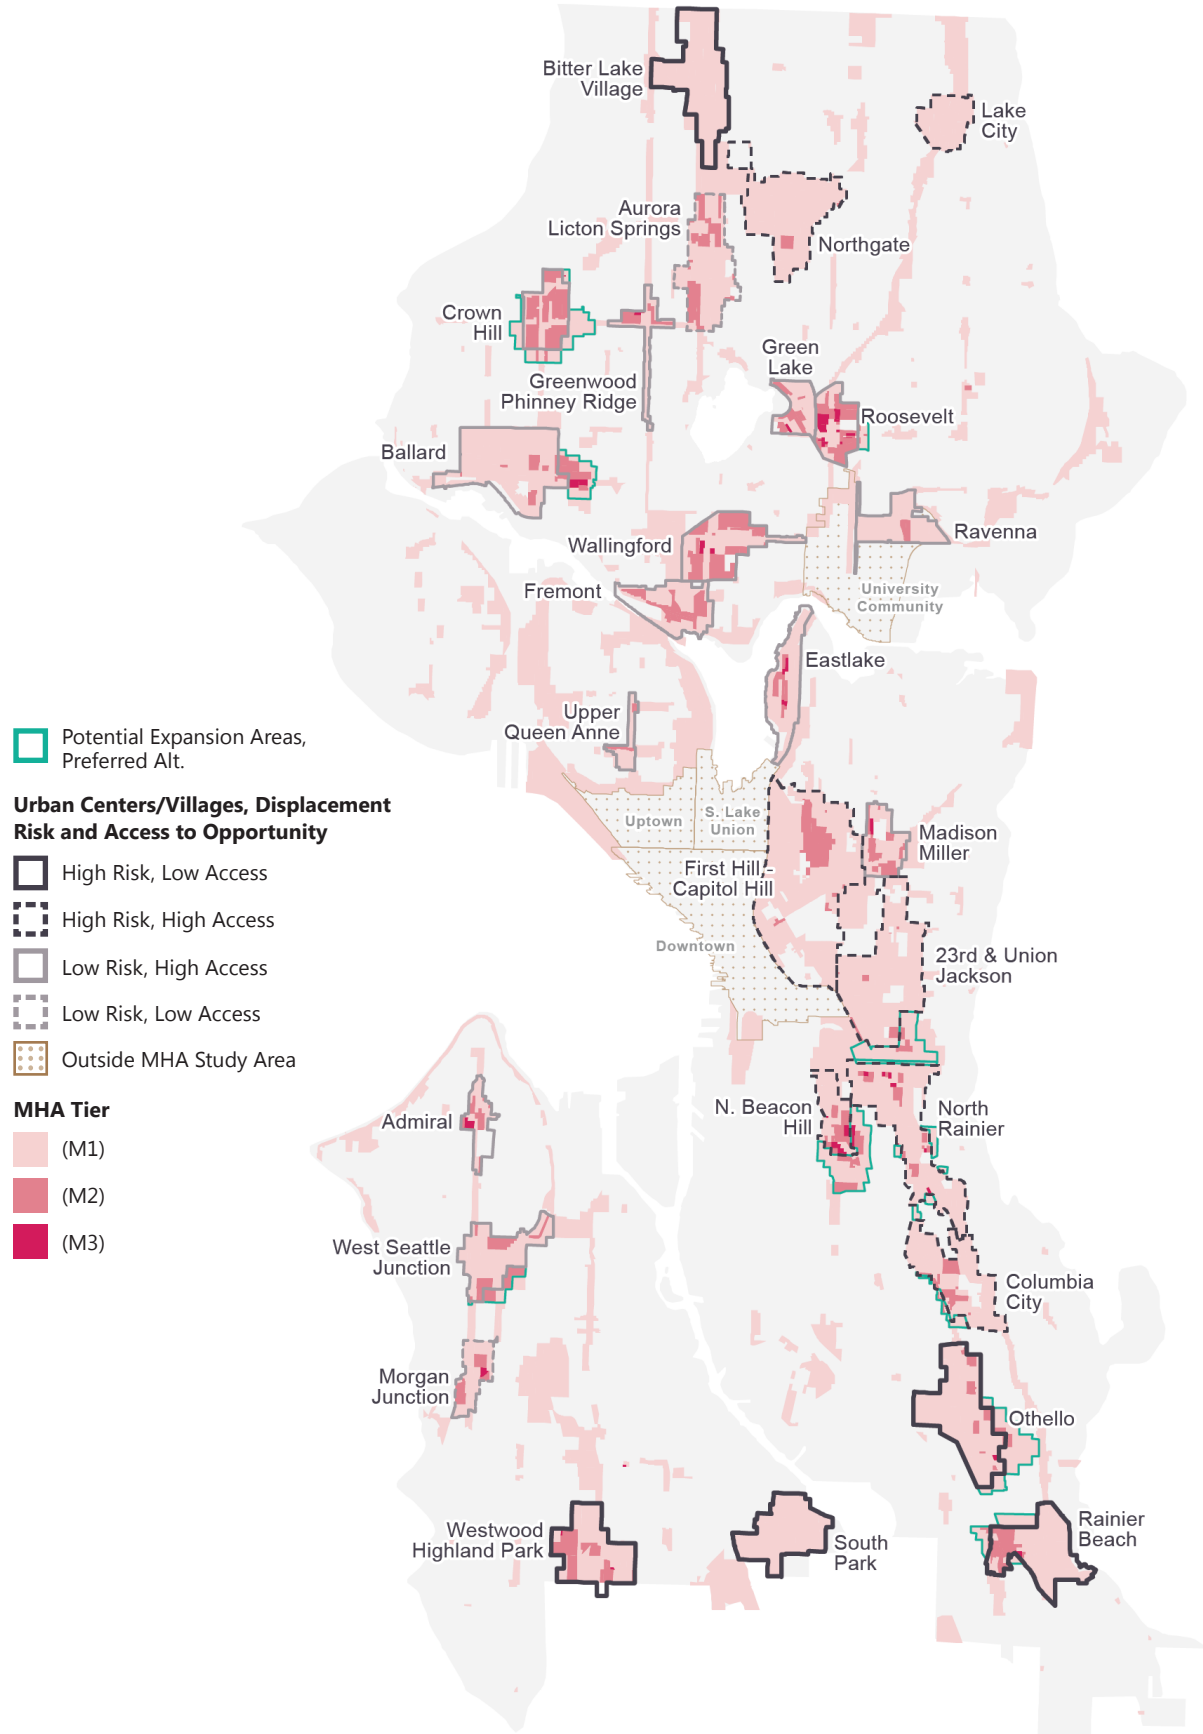 Bitter Lake
Village
Lake
City
Aurora
Licton Springs
Northgate
Crown
Hill
Green
Lake
Greenwood
Phinney Ridge
Roosevelt
Ballard
Wallingford
Ravenna
Fremont
University
Community
Eastlake
Upper
Queen Anne
Potential Expansion Areas,
Preferred Alt.
Urban Centers/Villages, Displacement
Risk and Access to Opportunity
High Risk, Low Access
High Risk, High Access
Low Risk, High Access
Low Risk, Low Access
Outside MHA Study Area
MHA Tier
(M1)
(M2)
(M3)
Uptown
S. Lake
Union
Madison
Miller
First Hill -
Capitol Hill
Downtown
23rd & Union
Jackson
N. Beacon
Hill
North
Rainier
Admiral
West Seattle
Junction
Columbia
City
Morgan
Junction
Othello
Westwood
Highland Park
South
Park
Rainier
Beach